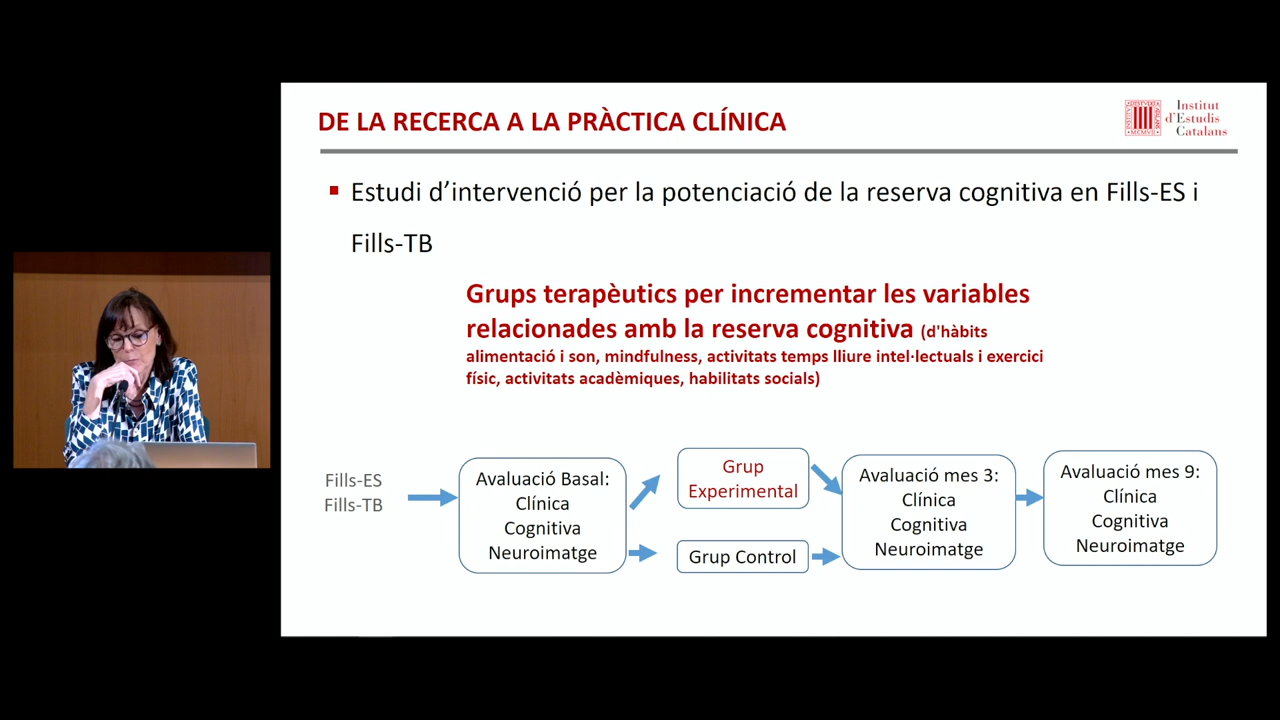 DE LA RECERCA A LA PRÀCTICA CLÍNICA
Institut
d'Estudis
Catalans
Estudi d’intervenció per la potenciació de la reserva cognitiva en Fills-ES i
Fills-TB
Grups terapèutics per incrementar les variables
relacionades amb la reserva cognitiva (d'hàbits
alimentació i son, mindfulness, activitats temps lliure intel·lectuals i exercici
físic, activitats acadèmiques, habilitats socials)
Fills-ES
Fills-TB
Avaluació Basal:
Clínica
Cognitiva
Neuroimatge
Grup
Experimental
Grup Control
Avaluació mes 3:
Clínica
Cognitiva
Neuroimatge
Avaluació mes 9:
Clínica
Cognitiva
Neuroimatge